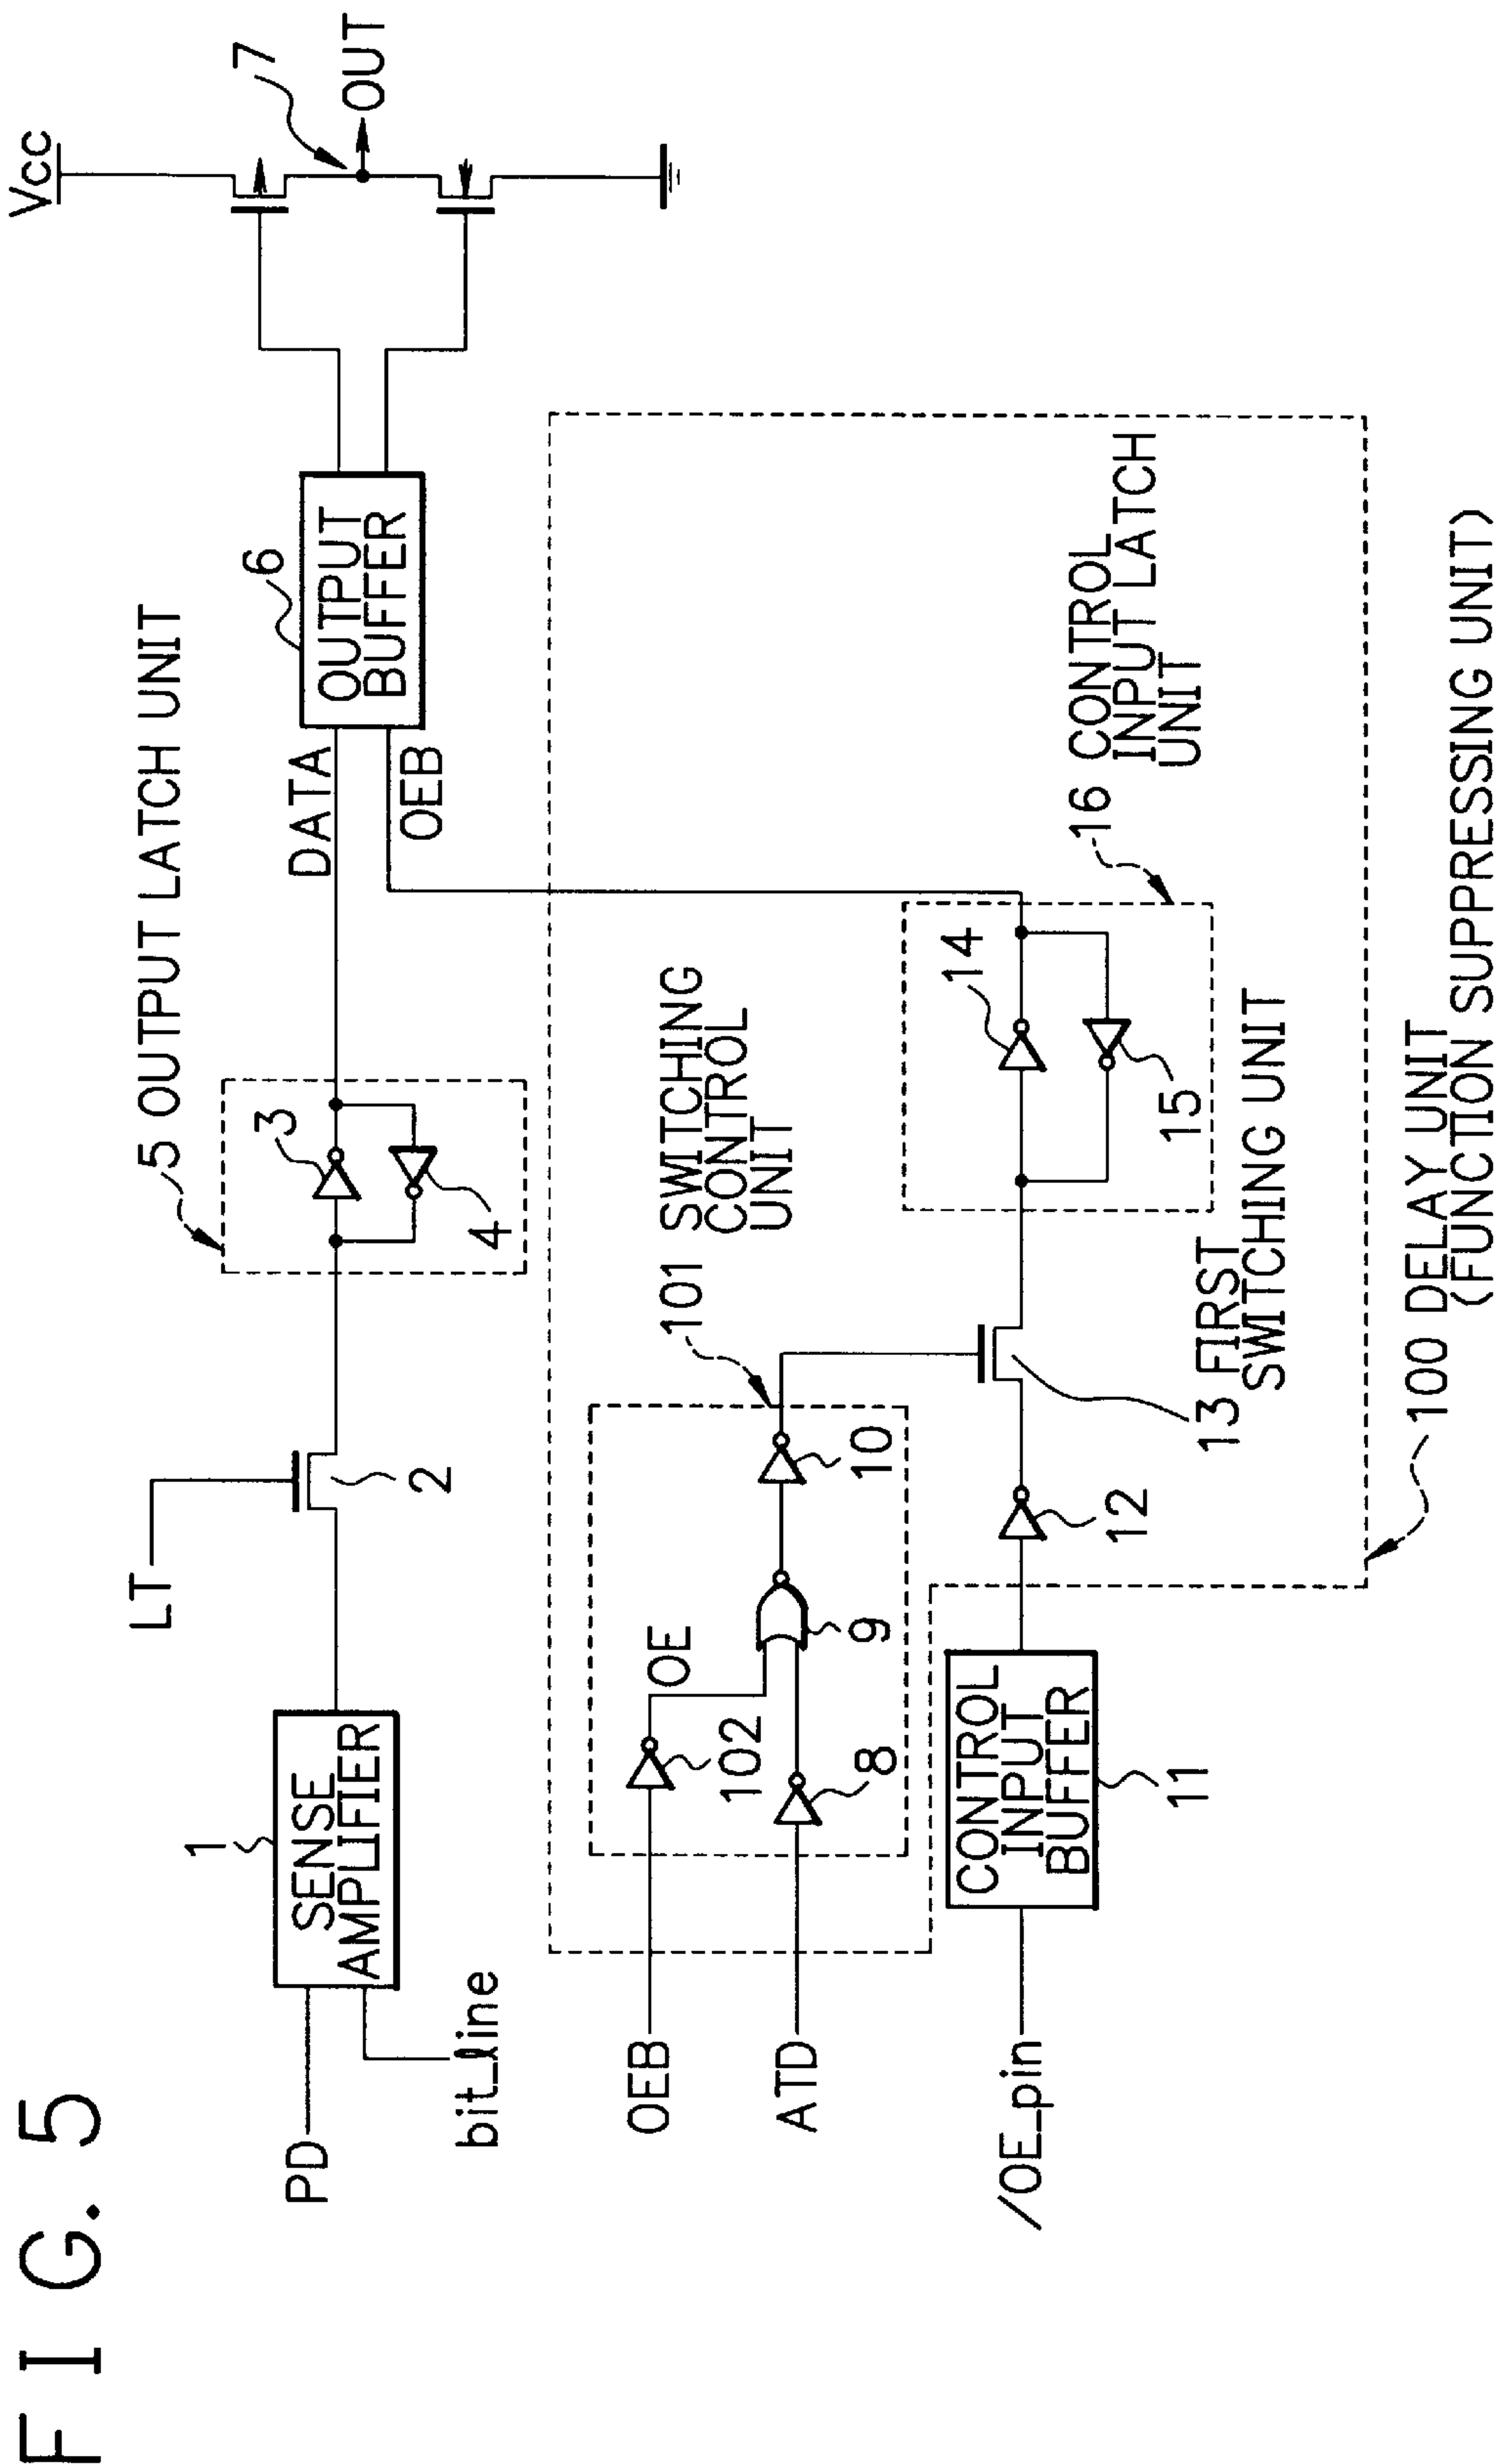 FIG. 5
LT
5 OUTPUT LATCH UNIT
Vcc
7
OUT
1
SENSE
AMPLIFIER
PD
bit_line
2
3
4
DATA
OEB
6
OUTPUT
BUFFER
101 SWITCHING
CONTROL
UNIT
OEB
ATD
OE
102
8
9
10
/OE_pin
CONTROL
INPUT
BUFFER
11
12
13 FIRST
SWITCHING UNIT
14
15
16 CONTROL
INPUT LATCH
UNIT
100 DELAY UNIT
(FUNCTION SUPPRESSING UNIT)